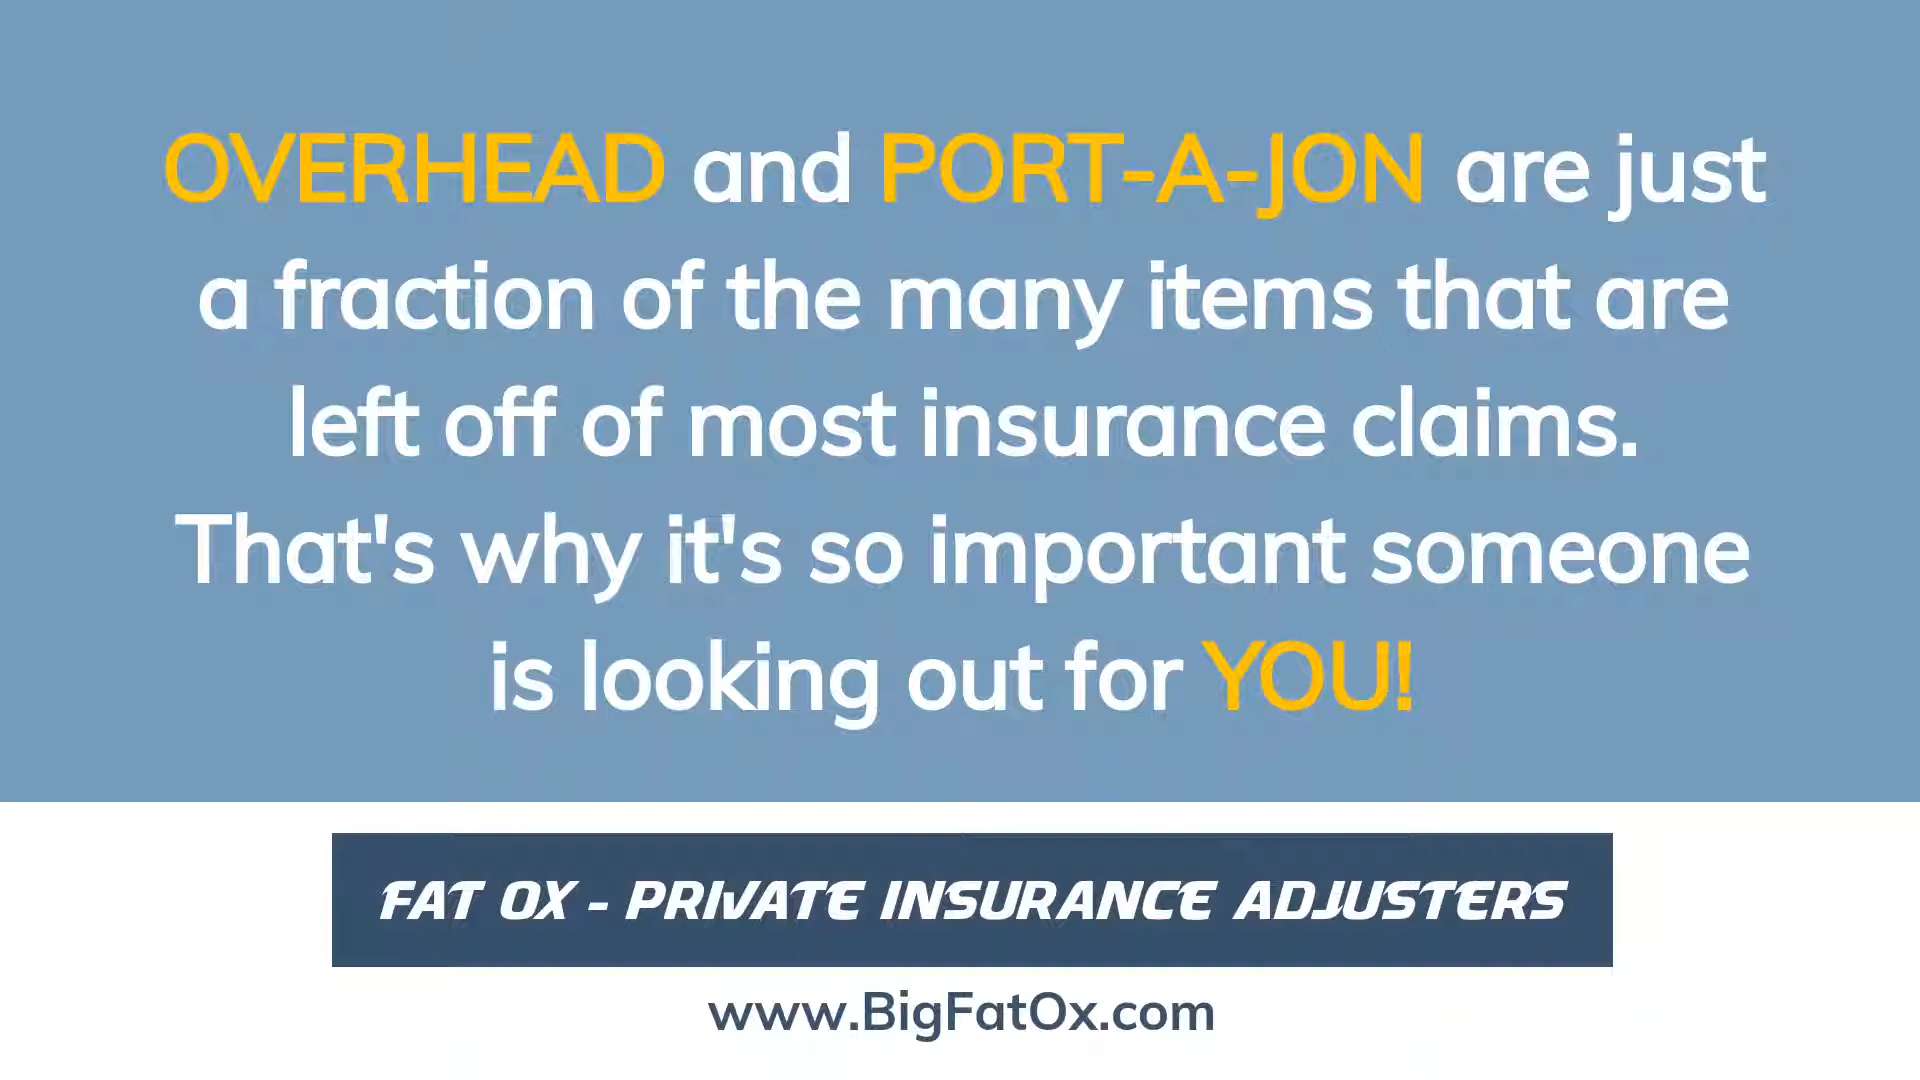 OVERHEAD and PORT-A-JON are just
a fraction of the many items that are
left off of most insurance claims.
That's why it's so important someone
is looking out for YOU!
FAT OX - PRIVATE INSURANCE ADJUSTERS
www.BigFatOx.com